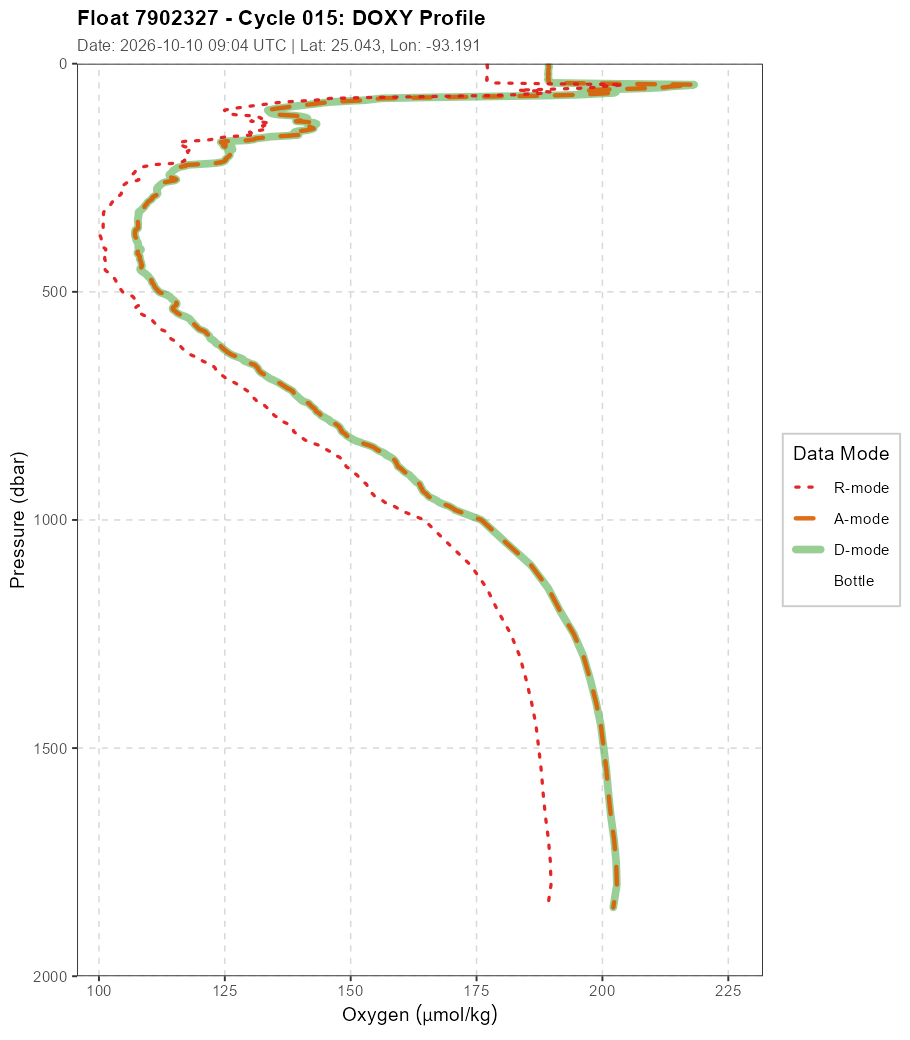 Float 7902327 - Cycle 015: DOXY Profile
Date: 2026-10-10 09:04 UTC | Lat: 25.043, Lon: -93.191
0
500
1000
1500
2000
Pressure (dbar)
100 125 150 175 200 225
Oxygen (μmol/kg)
Data Mode
R-mode
A-mode
D-mode
Bottle